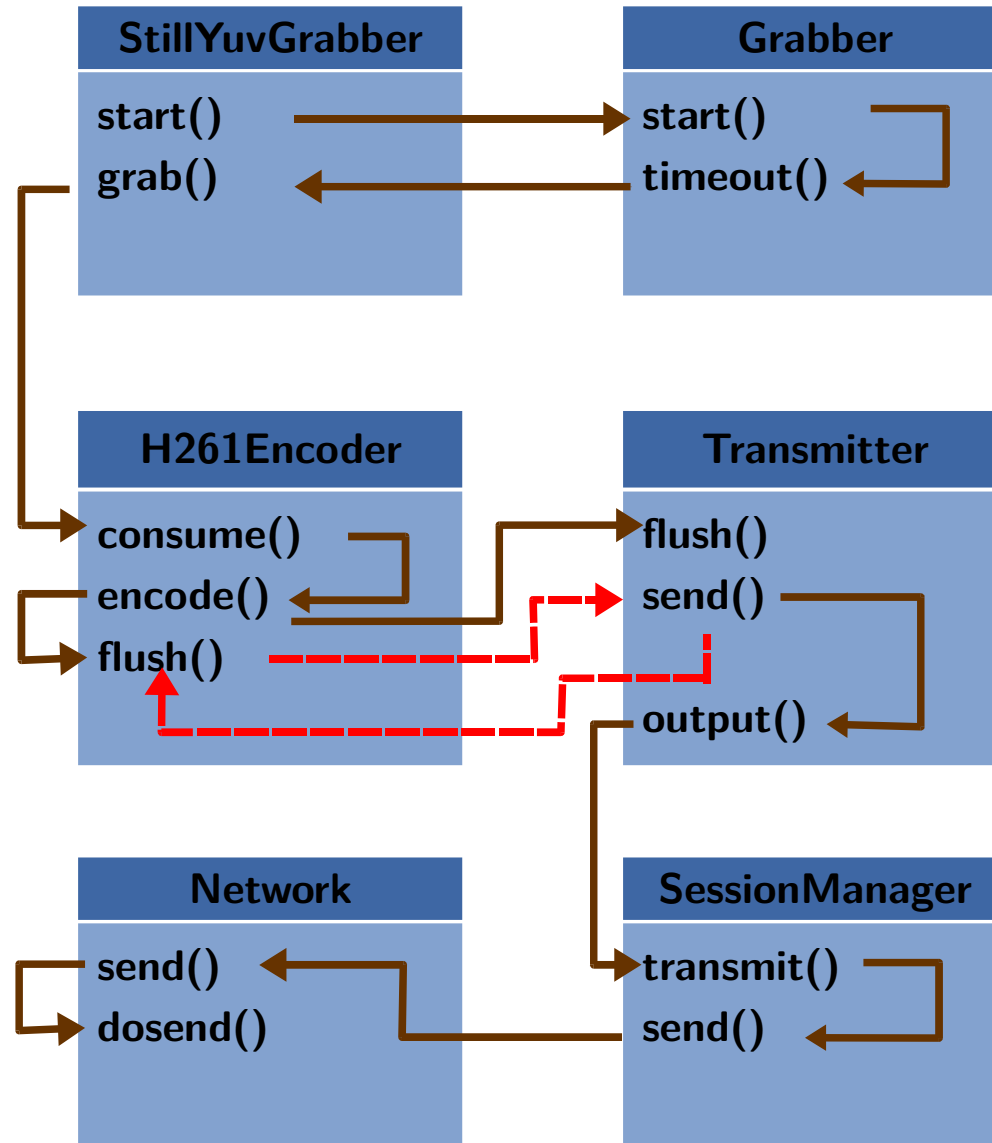 StillYuvGrabber
start()
grab()
Grabber
start()
timeout()
H261Encoder
consume()
encode()
flush()
Transmitter
flush()
send()
output()
Network
send()
dosend()
SessionManager
transmit()
send()